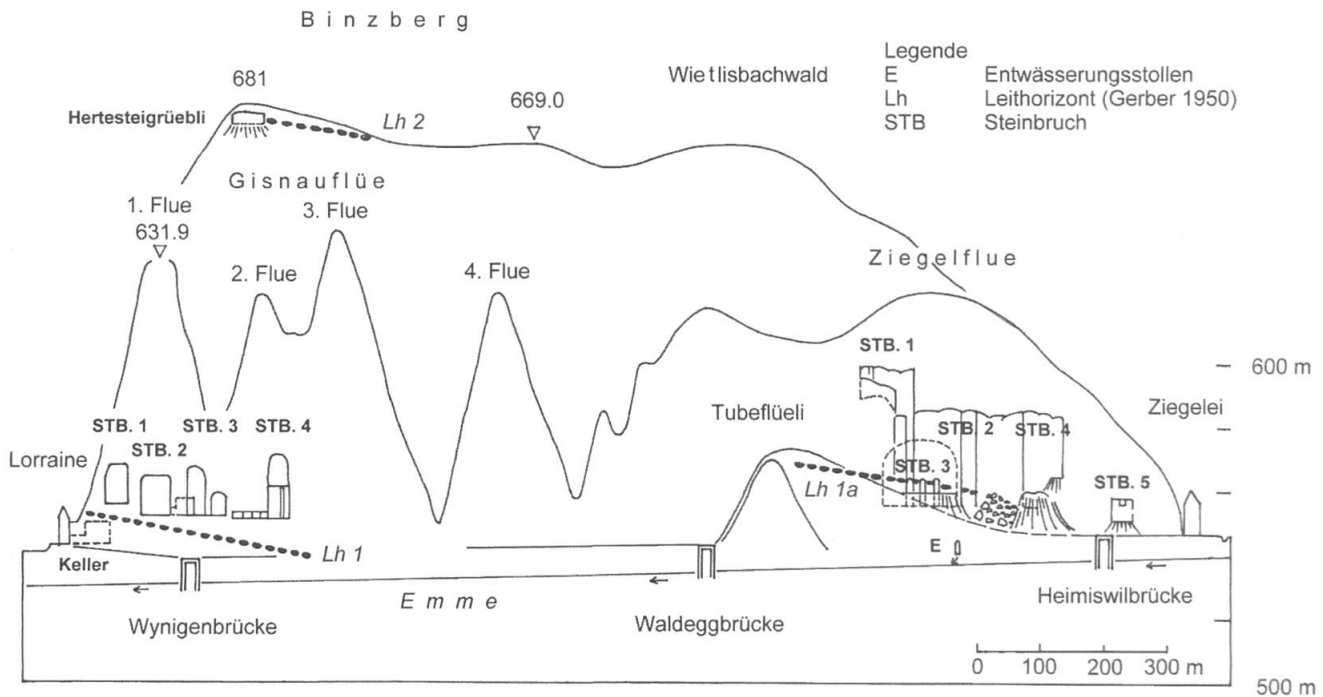 Binzberg
Legende
E Entwässerungsstollen
Lh Leithorizont (Gerber 1950)
STB Steinbruch
Wietlisbachwald
681
669.0
Hertesteigrüebli
Lh 2
Gisnauflüe
1. Flue
631.9
2. Flue
3. Flue
4. Flue
Ziegelflue
600 m
STB. 1
Tubeflüeli
Ziegelei
STB. 1
STB. 2
STB. 3
STB. 4
STB. 2
STB. 4
Lorraine
STB. 3
Lh 1a
STB. 5
Keller
Lh 1
E
Emme
Wynigenbrücke
Waldeggbrücke
Heimiswilbrücke
0 100 200 300 m
500 m